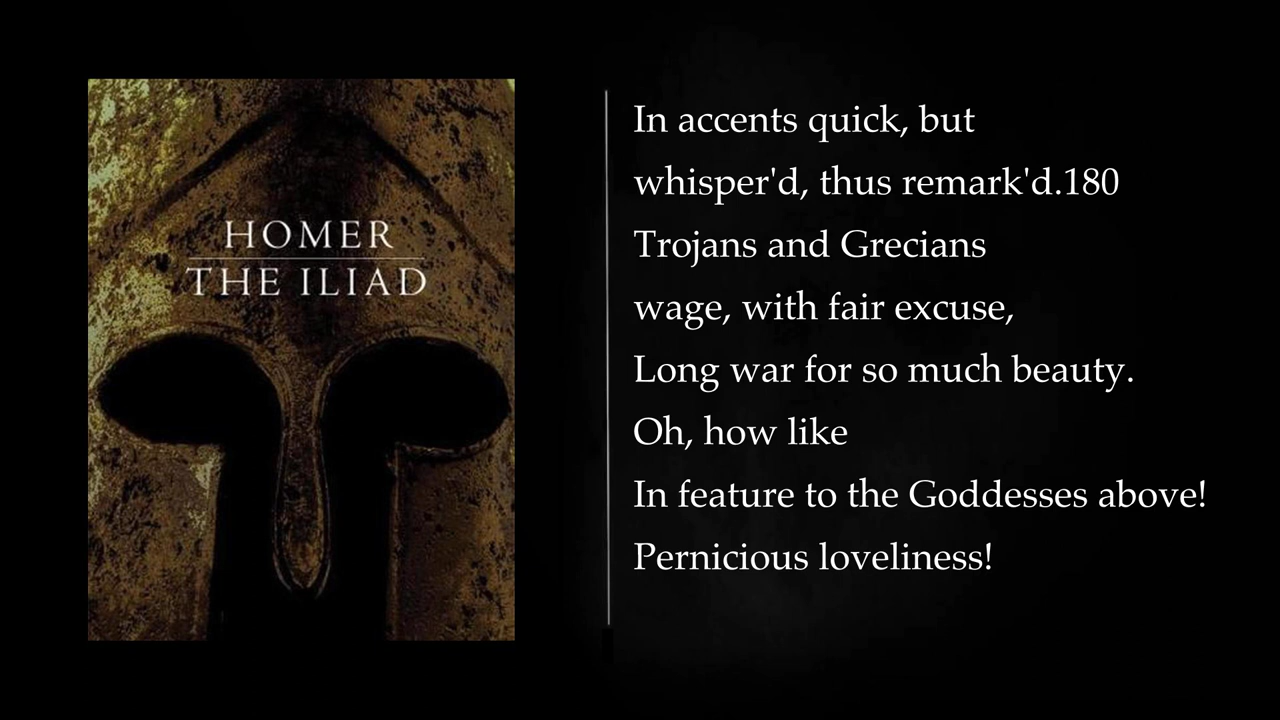 HOMER
THE ILIAD
In accents quick, but
whisper'd, thus remark'd.180
Trojans and Grecians
wage, with fair excuse,
Long war for so much beauty.
Oh, how like
In feature to the Goddesses above!
Pernicious loveliness!